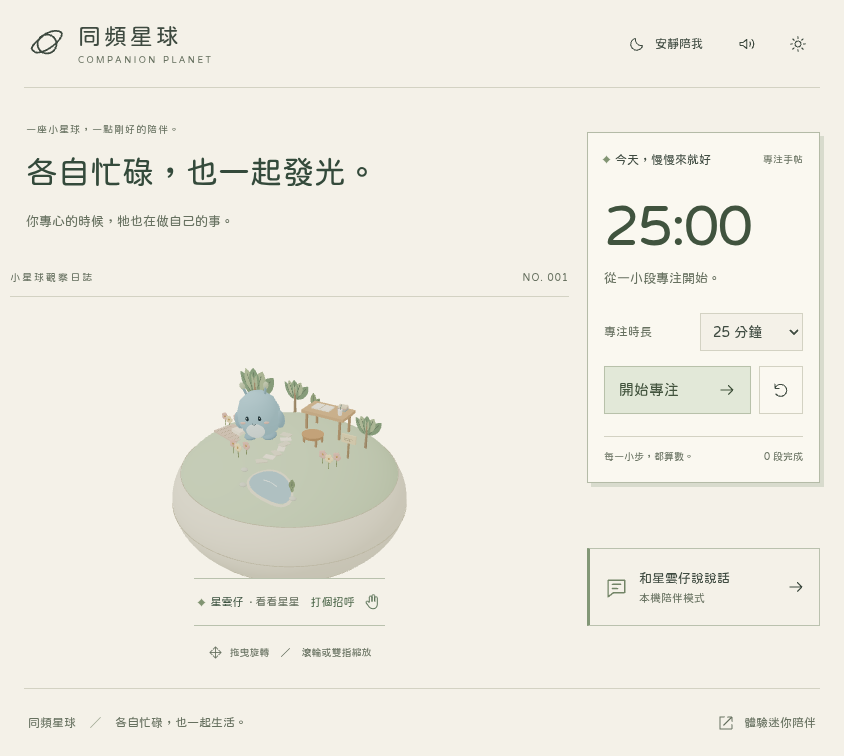 同頻星球
COMPANION PLANET
安靜陪我
一座小星球，一點剛好的陪伴。
各自忙碌，也一起發光。
你專心的時候，牠也在做自己的事。
小星球觀察日誌
NO. 001
今天，慢慢來就好
專注手帖
25:00
從一小段專注開始。
專注時長
25 分鐘
開始專注
每一小步，都算數。
0 段完成
星雲仔 · 看看星星 打個招呼
和星雲仔說說話
本機陪伴模式
拖曳旋轉 ／ 滾輪或雙指縮放
同頻星球 ／ 各自忙碌，也一起生活。
體驗迷你陪伴